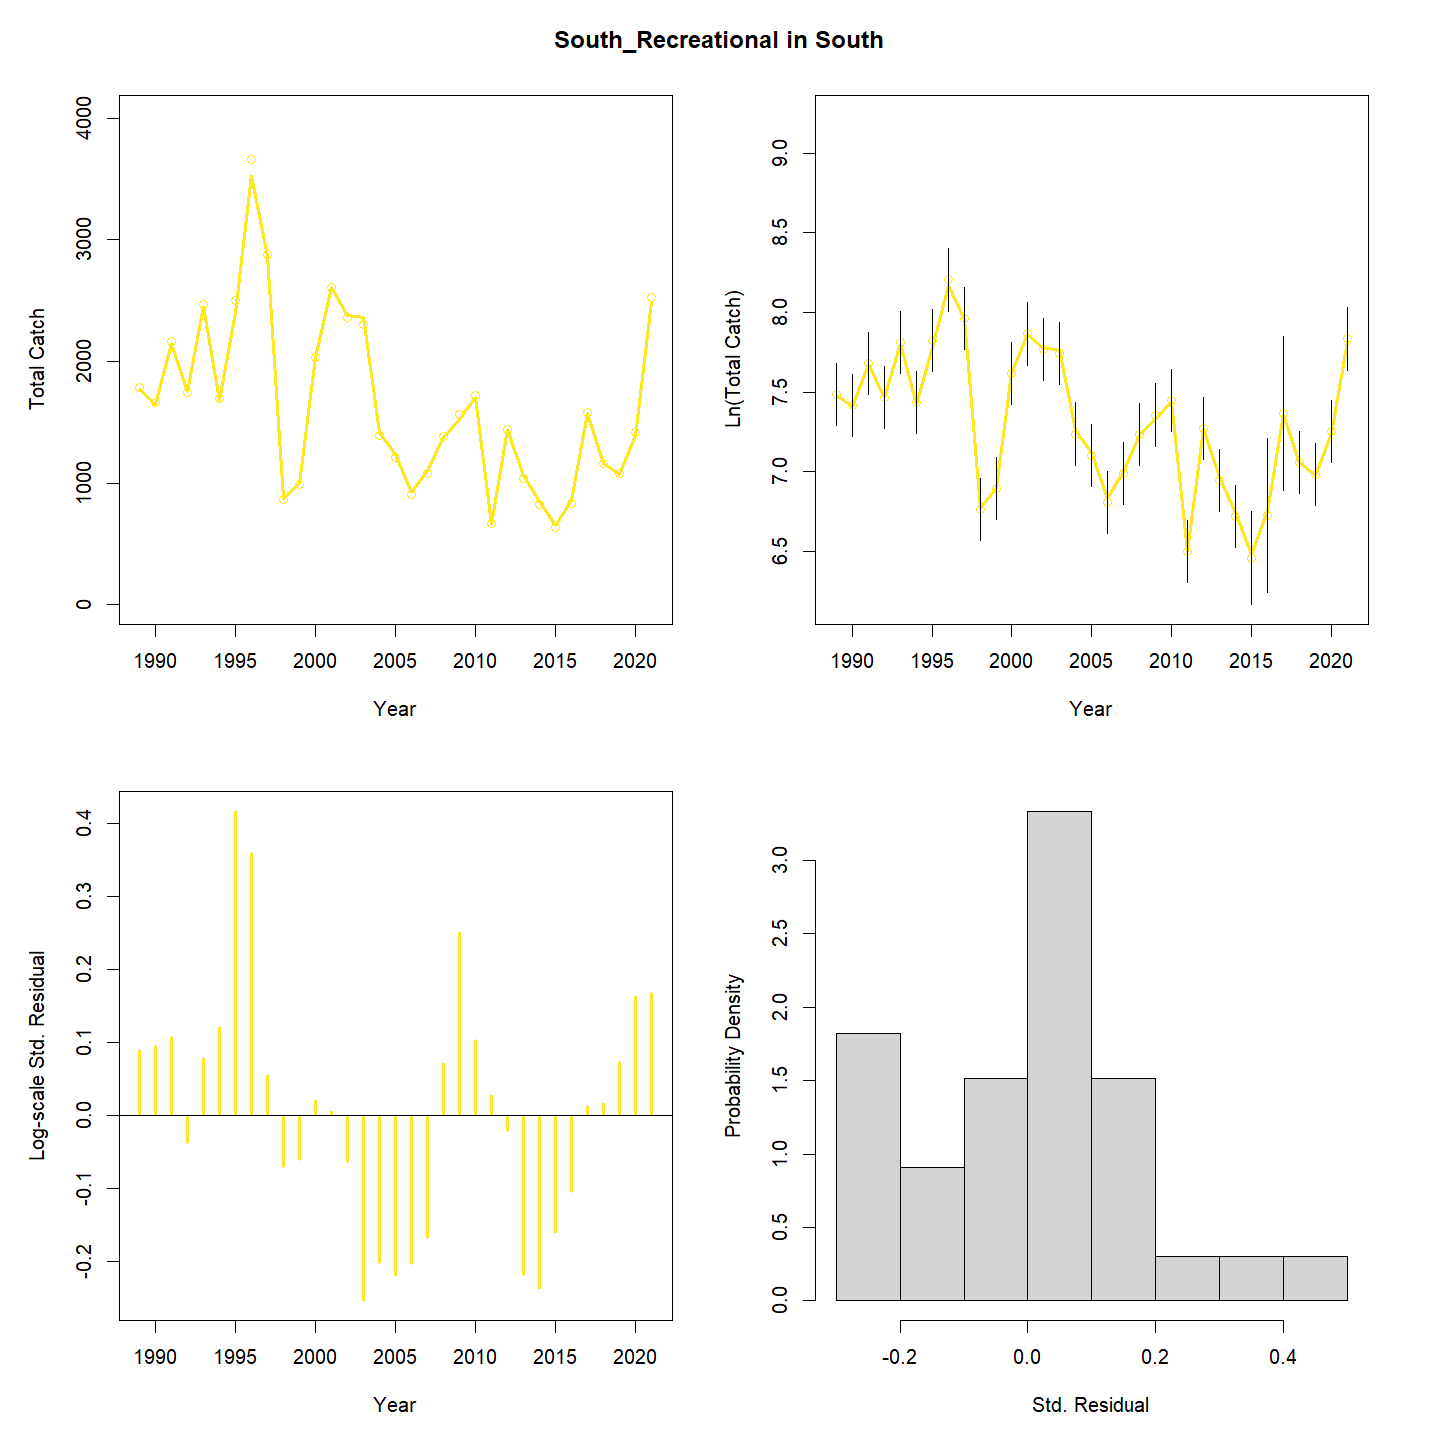 South_Recreational in South
Total Catch
4000
3000
2000
1000
0
1990 1995 2000 2005 2010 2015 2020
Year
Ln(Total Catch)
9.0
8.5
8.0
7.5
7.0
6.5
1990 1995 2000 2005 2010 2015 2020
Year
Log-scale Std. Residual
0.4
0.3
0.2
0.1
0.0
-0.1
-0.2
1990 1995 2000 2005 2010 2015 2020
Year
Probability Density
3.0
2.5
2.0
1.5
1.0
0.5
0.0
-0.2 0.0 0.2 0.4
Std. Residual